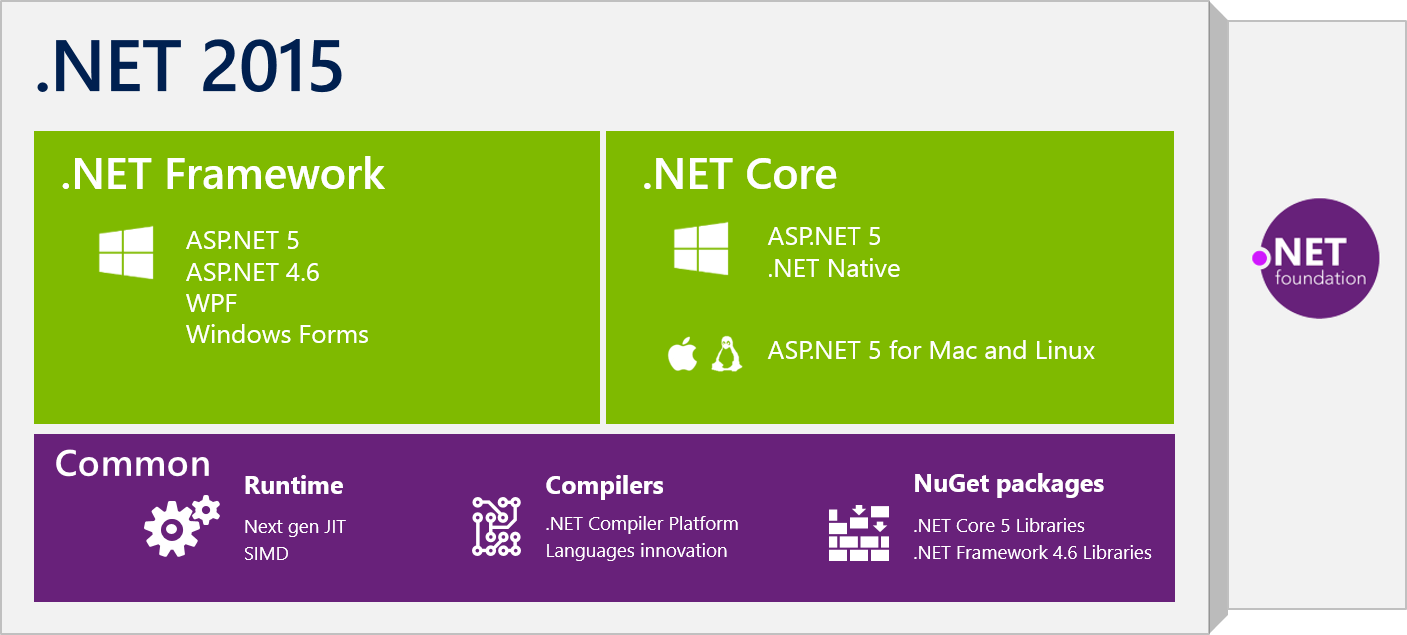 .NET 2015
.NET Framework
ASP.NET 5
ASP.NET 4.6
WPF
Windows Forms
.NET Core
ASP.NET 5
.NET Native
ASP.NET 5 for Mac and Linux
Common
Runtime
Next gen JIT
SIMD
Compilers
.NET Compiler Platform
Languages innovation
NuGet packages
.NET Core 5 Libraries
.NET Framework 4.6 Libraries
.NET
foundation